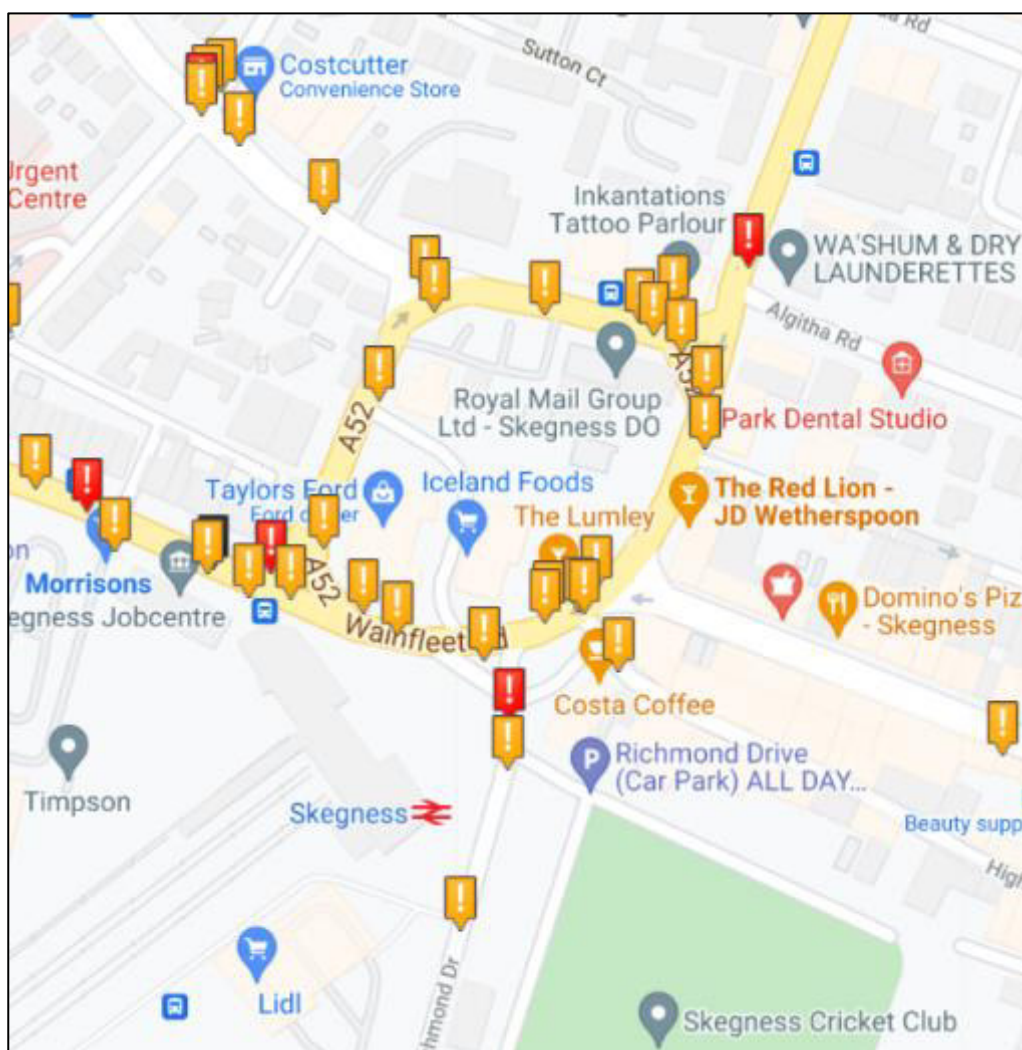 Sutton Ct
Costcutter
Convenience Store
Urgent
Centre
Inkantations
Tattoo Parlour
WA'SHUM & DRY
LAUNDERETTES
Algitha Rd
A52
Royal Mail Group
Ltd - Skegness DO
Park Dental Studio
A52
Taylors Ford
Iceland Foods
The Lumley
The Red Lion -
JD Wetherspoon
Morrisons
egness Jobcentre
A52
Wainfleet Rd
Domino's Piz
- Skegness
Costa Coffee
P
Richmond Drive
(Car Park) ALL DAY...
Timpson
Skegness
Beauty supp
High
Lidl
hmond Dr
Skegness Cricket Club